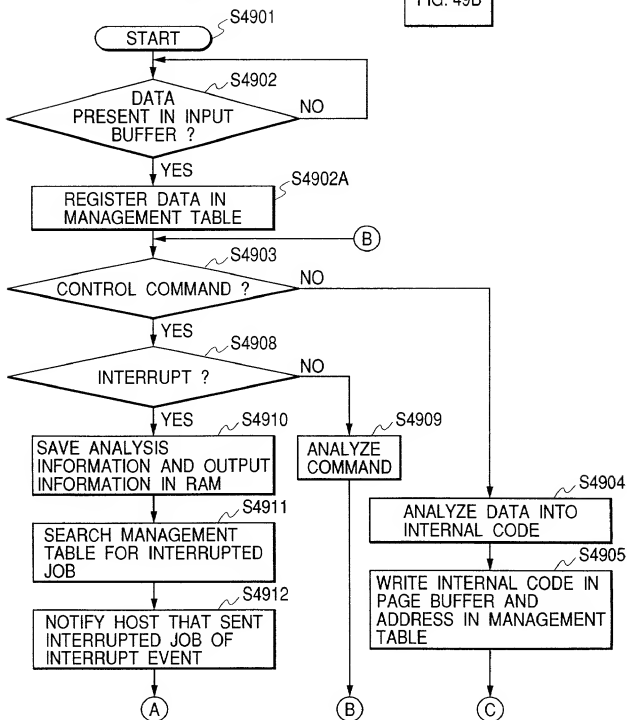 FIG. 49B
S4901
START
S4902
DATA
PRESENT IN INPUT
BUFFER ?
NO
YES
S4902A
REGISTER DATA IN
MANAGEMENT TABLE
B
S4903
CONTROL COMMAND ?
NO
YES
S4908
INTERRUPT ?
NO
YES
S4910
SAVE ANALYSIS
INFORMATION AND OUTPUT
INFORMATION IN RAM
S4909
ANALYZE
COMMAND
S4911
SEARCH MANAGEMENT
TABLE FOR INTERRUPTED
JOB
S4904
ANALYZE DATA INTO
INTERNAL CODE
S4905
WRITE INTERNAL CODE IN
PAGE BUFFER AND
ADDRESS IN MANAGEMENT
TABLE
S4912
NOTIFY HOST THAT SENT
INTERRUPTED JOB OF
INTERRUPT EVENT
A
B
C